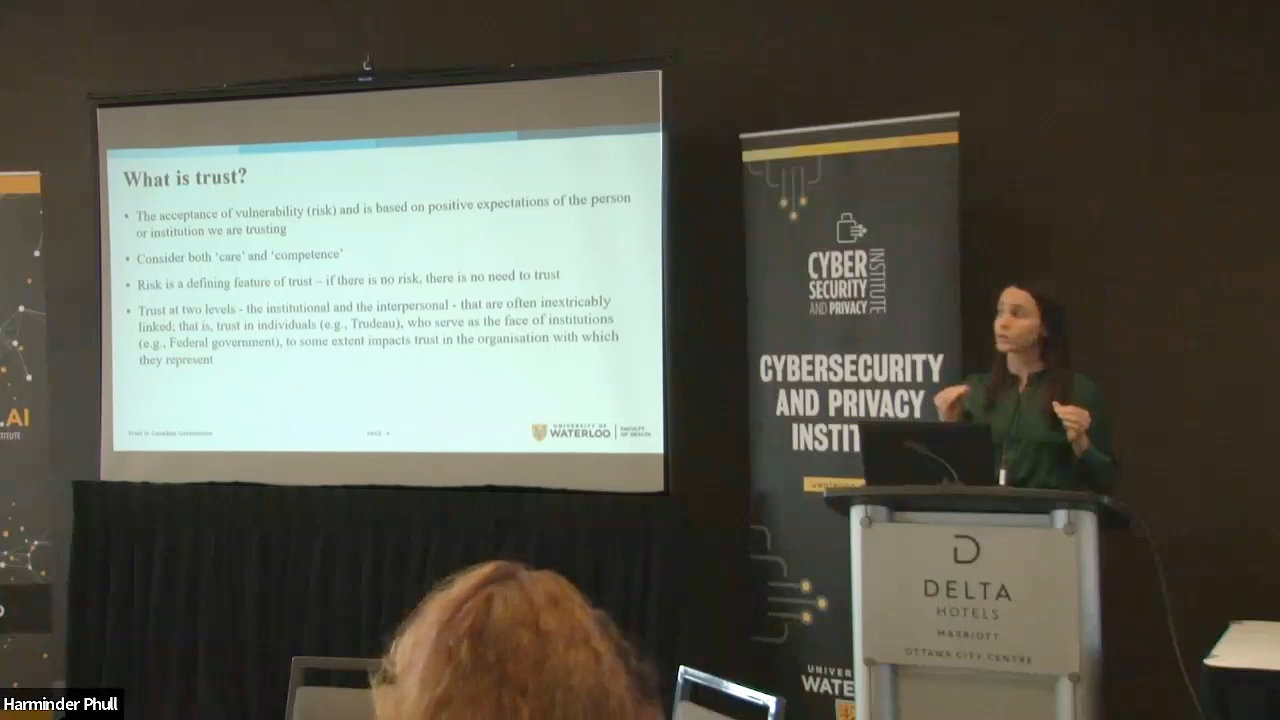 What is trust?
• The acceptance of vulnerability (risk) and is based on positive expectations of the person
or institution we are trusting
• Consider both ‘care’ and ‘competence’
• Risk is a defining feature of trust – if there is no risk, there is no need to trust
• Trust at two levels - the institutional and the interpersonal - that are often inextricably
linked; that is, trust in individuals (e.g., Trudeau), who serve as the face of institutions
(e.g., Federal government), to some extent impacts trust in the organisation with which
they represent
Trust in Canadian Government
PAGE 4
UNIVERSITY OF
WATERLOO
FACULTY
OF HEALTH
.AI
CYBER
SECURITY
AND PRIVACY
INSTITUTE
CYBERSECURITY
AND PRIVACY
INSTIT
UNIVER
WATE
DELTA
HOTELS
MARRIOTT
OTTAWA CITY CENTRE
Harminder Phull